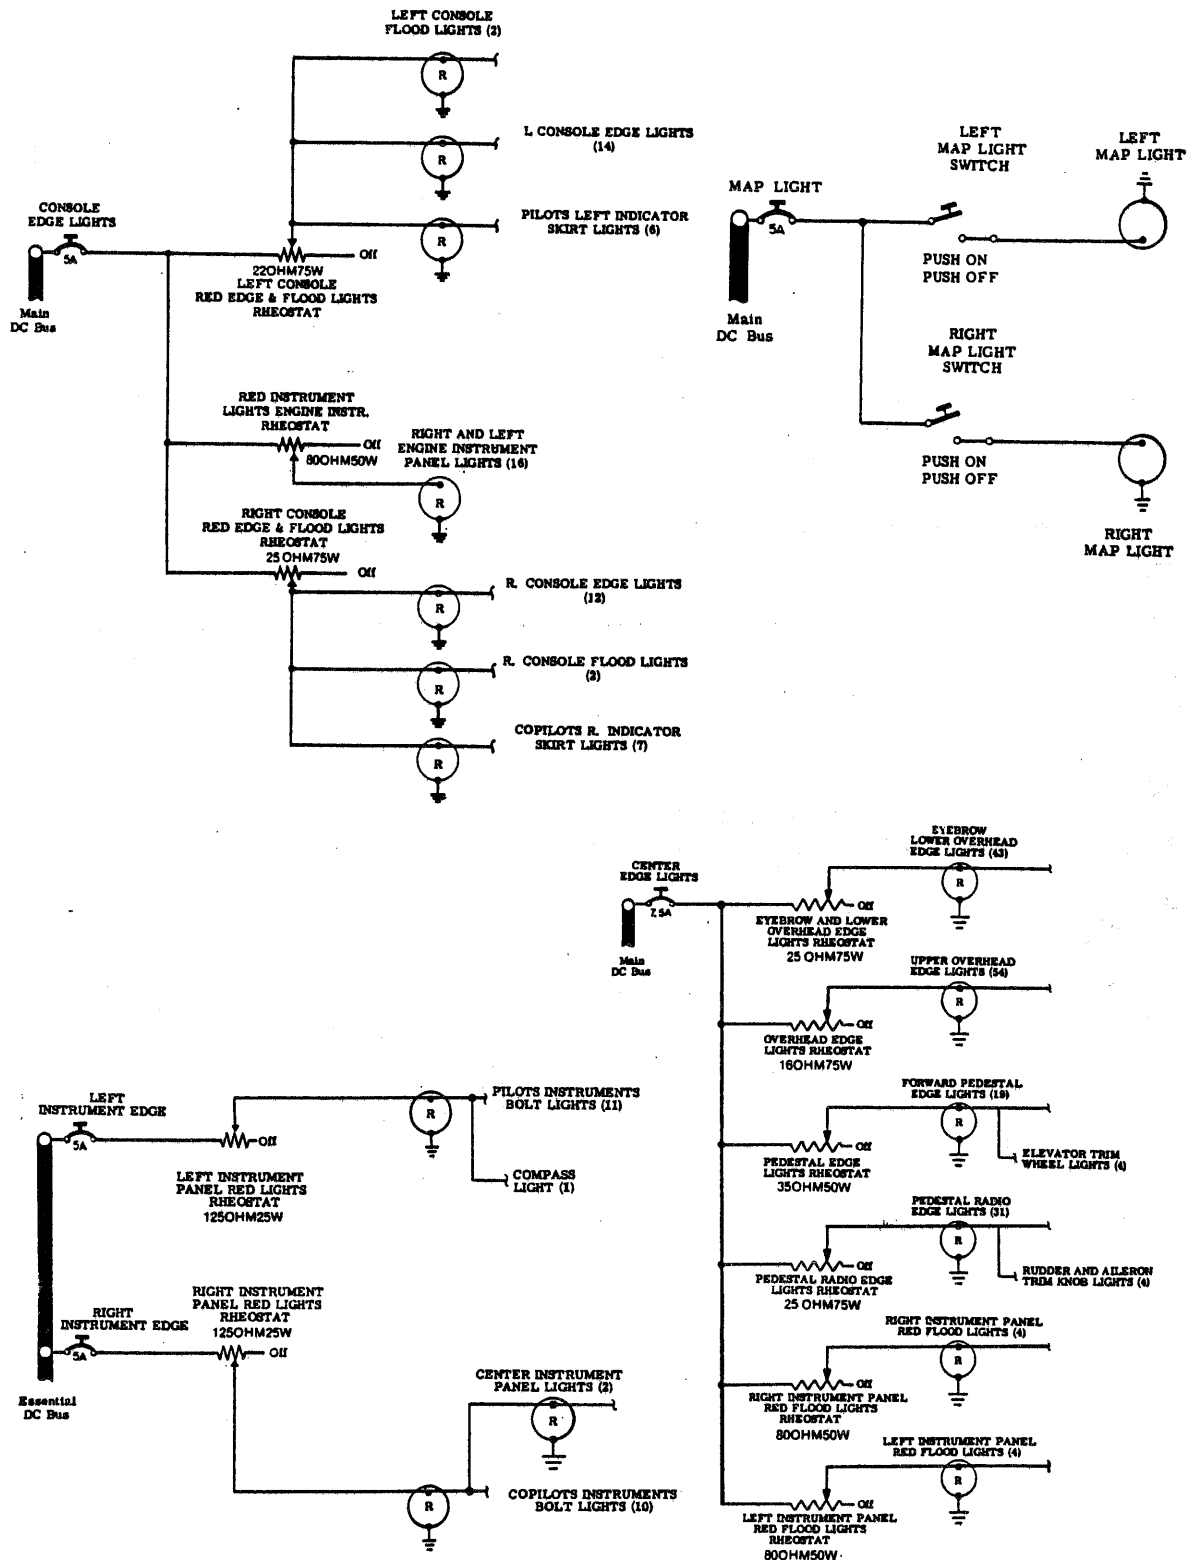 LEFT CONSOLE
FLOOD LIGHTS (2)
R
L CONSOLE EDGE LIGHTS
(14)
R
PILOTS LEFT INDICATOR
SKIRT LIGHTS (6)
R
CONSOLE
EDGE LIGHTS
5A
Main
DC Bus
Off
22OHM75W
LEFT CONSOLE
RED EDGE & FLOOD LIGHTS
RHEOSTAT
RED INSTRUMENT
LIGHTS ENGINE INSTR.
RHEOSTAT
Off
80OHM50W
RIGHT AND LEFT
ENGINE INSTRUMENT
PANEL LIGHTS (16)
R
RIGHT CONSOLE
RED EDGE & FLOOD LIGHTS
RHEOSTAT
25 OHM75W
Off
R. CONSOLE EDGE LIGHTS
(12)
R
R. CONSOLE FLOOD LIGHTS
(2)
R
COPILOTS R. INDICATOR
SKIRT LIGHTS (7)
R
MAP LIGHT
5A
Main
DC Bus
LEFT
MAP LIGHT
SWITCH
LEFT
MAP LIGHT
PUSH ON
PUSH OFF
RIGHT
MAP LIGHT
SWITCH
PUSH ON
PUSH OFF
RIGHT
MAP LIGHT
CENTER
EDGE LIGHTS
7.5A
Main
DC Bus
EYEBROW
LOWER OVERHEAD
EDGE LIGHTS (43)
R
Off
EYEBROW AND LOWER
OVERHEAD EDGE
LIGHTS RHEOSTAT
25 OHM75W
UPPER OVERHEAD
EDGE LIGHTS (54)
R
Off
OVERHEAD EDGE
LIGHTS RHEOSTAT
16OHM75W
FORWARD PEDESTAL
EDGE LIGHTS (19)
R
Off
ELEVATOR TRIM
WHEEL LIGHTS (4)
PEDESTAL EDGE
LIGHTS RHEOSTAT
35OHM50W
PEDESTAL RADIO
EDGE LIGHTS (31)
R
Off
RUDDER AND AILERON
TRIM KNOB LIGHTS (4)
PEDESTAL RADIO EDGE
LIGHTS RHEOSTAT
25 OHM75W
RIGHT INSTRUMENT PANEL
RED FLOOD LIGHTS (4)
R
Off
RIGHT INSTRUMENT PANEL
RED FLOOD LIGHTS
RHEOSTAT
80OHM50W
LEFT INSTRUMENT PANEL
RED FLOOD LIGHTS (4)
R
Off
LEFT INSTRUMENT PANEL
RED FLOOD LIGHTS
RHEOSTAT
80OHM50W
LEFT
INSTRUMENT EDGE
5A
Off
LEFT INSTRUMENT
PANEL RED LIGHTS
RHEOSTAT
125OHM25W
R
PILOTS INSTRUMENTS
BOLT LIGHTS (11)
COMPASS
LIGHT (1)
RIGHT
INSTRUMENT EDGE
5A
RIGHT INSTRUMENT
PANEL RED LIGHTS
RHEOSTAT
125OHM25W
Off
Essential
DC Bus
CENTER INSTRUMENT
PANEL LIGHTS (2)
R
COPILOTS INSTRUMENTS
BOLT LIGHTS (10)
R